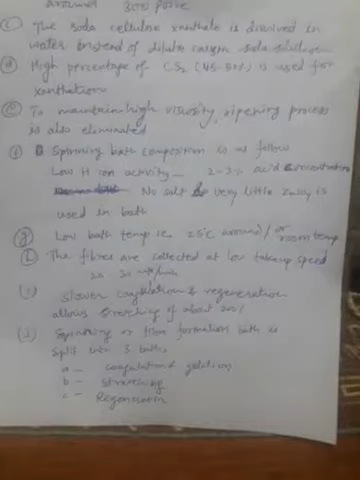 around 300 Poise
(c) The soda cellulose xanthate is dissolved in
water instead of dilute caustic soda solution
(d) High percentage of CS2 (45-50%) is used for
xanthation
(e) To maintain high viscosity, ripening process
is also eliminated
(f) Spinning bath composition is as follow
Low H ion activity - 2-3% acid concentration
No salt or very little ZnSO4 is
used in bath
(g) Low bath temp i.e. 25°C around / or room temp
(h) The fibres are collected at low takeup speed
20 30 mt/min
(i) slower coagulation & regeneration
allows stretching of about 200%
(j) Spinning or film formation bath is
split into 3 baths
a - coagulation & gelation
b - stretching
c - Regeneration